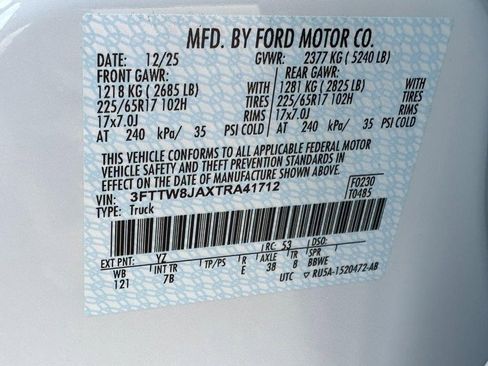 MFD. BY FORD MOTOR CO.
DATE: 12/25 GVWR: 2377 KG ( 5240 LB)
FRONT GAWR: REAR GAWR:
1218 KG ( 2685 LB) 1281 KG ( 2825 LB)
225/65R17 102H TIRES 225/65R17 102H TIRES
17x7.0J RIMS 17x7.0J RIMS
AT 240 kPa/ 35 PSI COLD AT 240 kPa/ 35 PSI COLD
THIS VEHICLE CONFORMS TO ALL APPLICABLE FEDERAL MOTOR
VEHICLE SAFETY AND THEFT PREVENTION STANDARDS IN
EFFECT ON THE DATE OF MANUFACTURE SHOWN ABOVE.
VIN: 3FTTW8JAXTRA41712 F0230
TYPE: Truck T0485
EXT PNT: YZ RC: 53 DSO:
WB INT TR TP/PS R AXLE TR SPR
121 7B E 38 8 BBWE
UTC RU5A-1520472-AB